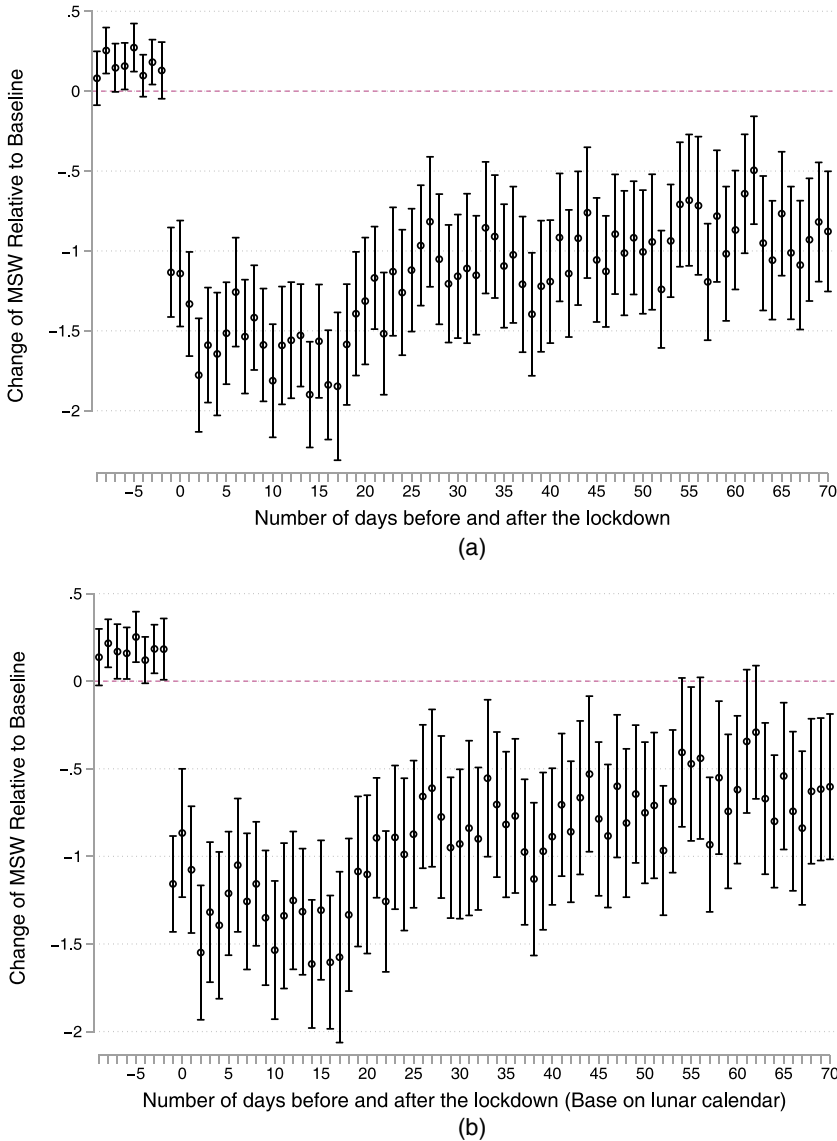 Change of MSW Relative to Baseline
.5
0
−.5
−1
−1.5
−2
−5 0 5 10 15 20 25 30 35 40 45 50 55 60 65 70
Number of days before and after the lockdown
(a)
Change of MSW Relative to Baseline
.5
0
−.5
−1
−1.5
−2
−5 0 5 10 15 20 25 30 35 40 45 50 55 60 65 70
Number of days before and after the lockdown (Base on lunar calendar)
(b)